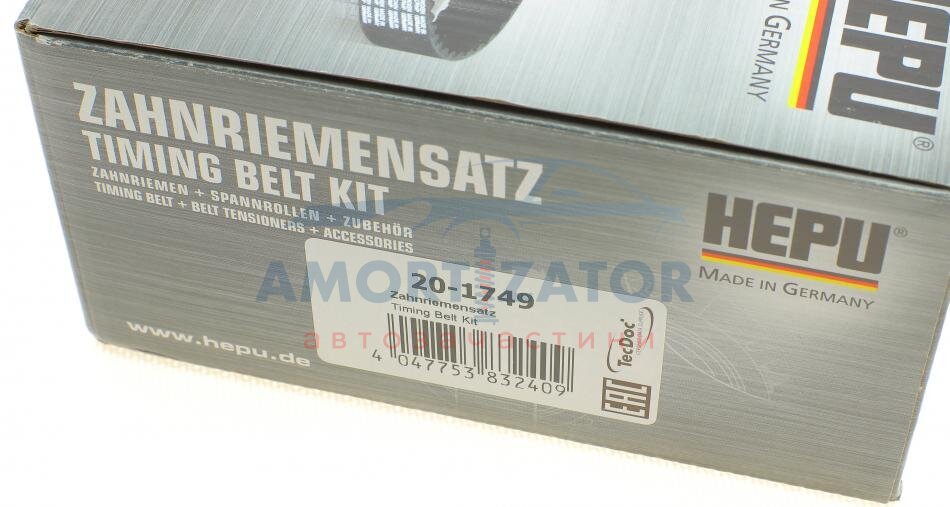 IN GERMANY
HEPU®
ZAHNRIEMENSATZ
TIMING BELT KIT
ZAHNRIEMEN + SPANNROLLEN + ZUBEHÖR
TIMING BELT + BELT TENSIONERS + ACCESSORIES
HEPU®
MADE IN GERMANY
AMORTIZATOR
автозапчастини
20-1749
Zahnriemensatz
Timing Belt Kit
4 047753 832409
TecDoc
EAC
www.hepu.de